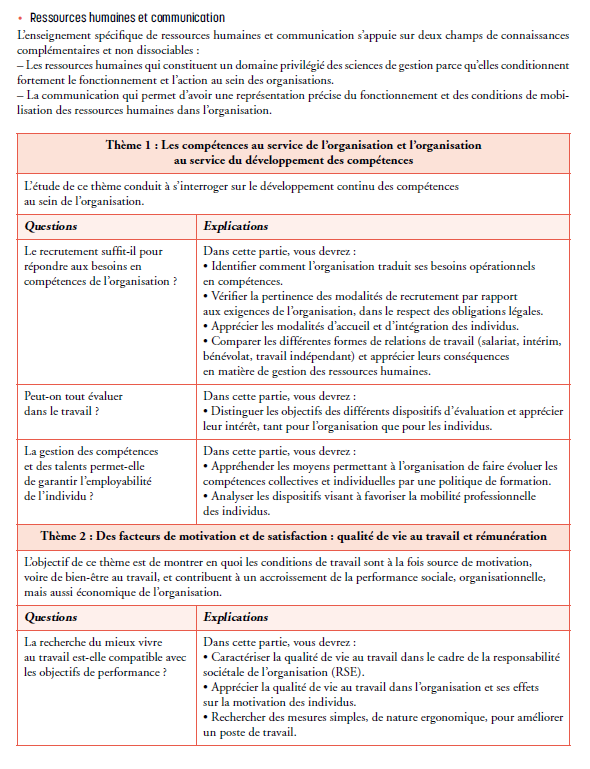 • Ressources humaines et communication
L'enseignement spécifique de ressources humaines et communication s'appuie sur deux champs de connaissances
complémentaires et non dissociables :
– Les ressources humaines qui constituent un domaine privilégié des sciences de gestion parce qu'elles conditionnent
fortement le fonctionnement et l'action au sein des organisations.
– La communication qui permet d'avoir une représentation précise du fonctionnement et des conditions de mobi-
lisation des ressources humaines dans l'organisation.
Thème 1 : Les compétences au service de l'organisation et l'organisation
au service du développement des compétences
L'étude de ce thème conduit à s'interroger sur le développement continu des compétences
au sein de l'organisation.
Questions
Explications
Le recrutement suffit-il pour
répondre aux besoins en
compétences de l'organisation ?
Dans cette partie, vous devrez :
• Identifier comment l'organisation traduit ses besoins opérationnels
en compétences.
• Vérifier la pertinence des modalités de recrutement par rapport
aux exigences de l'organisation, dans le respect des obligations légales.
• Apprécier les modalités d'accueil et d'intégration des individus.
• Comparer les différentes formes de relations de travail (salariat, intérim,
bénévolat, travail indépendant) et apprécier leurs conséquences
en matière de gestion des ressources humaines.
Peut-on tout évaluer
dans le travail ?
Dans cette partie, vous devrez :
• Distinguer les objectifs des différents dispositifs d'évaluation et apprécier
leur intérêt, tant pour l'organisation que pour les individus.
La gestion des compétences
et des talents permet-elle
de garantir l'employabilité
de l'individu ?
Dans cette partie, vous devrez :
• Appréhender les moyens permettant à l'organisation de faire évoluer les
compétences collectives et individuelles par une politique de formation.
• Analyser les dispositifs visant à favoriser la mobilité professionnelle
des individus.
Thème 2 : Des facteurs de motivation et de satisfaction : qualité de vie au travail et rémunération
L'objectif de ce thème est de montrer en quoi les conditions de travail sont à la fois source de motivation,
voire de bien-être au travail, et contribuent à un accroissement de la performance sociale, organisationnelle,
mais aussi économique de l'organisation.
Questions
Explications
La recherche du mieux vivre
au travail est-elle compatible avec
les objectifs de performance ?
Dans cette partie, vous devrez :
• Caractériser la qualité de vie au travail dans le cadre de la responsabilité
sociétale de l'organisation (RSE).
• Apprécier la qualité de vie au travail dans l'organisation et ses effets
sur la motivation des individus.
• Rechercher des mesures simples, de nature ergonomique, pour améliorer
un poste de travail.